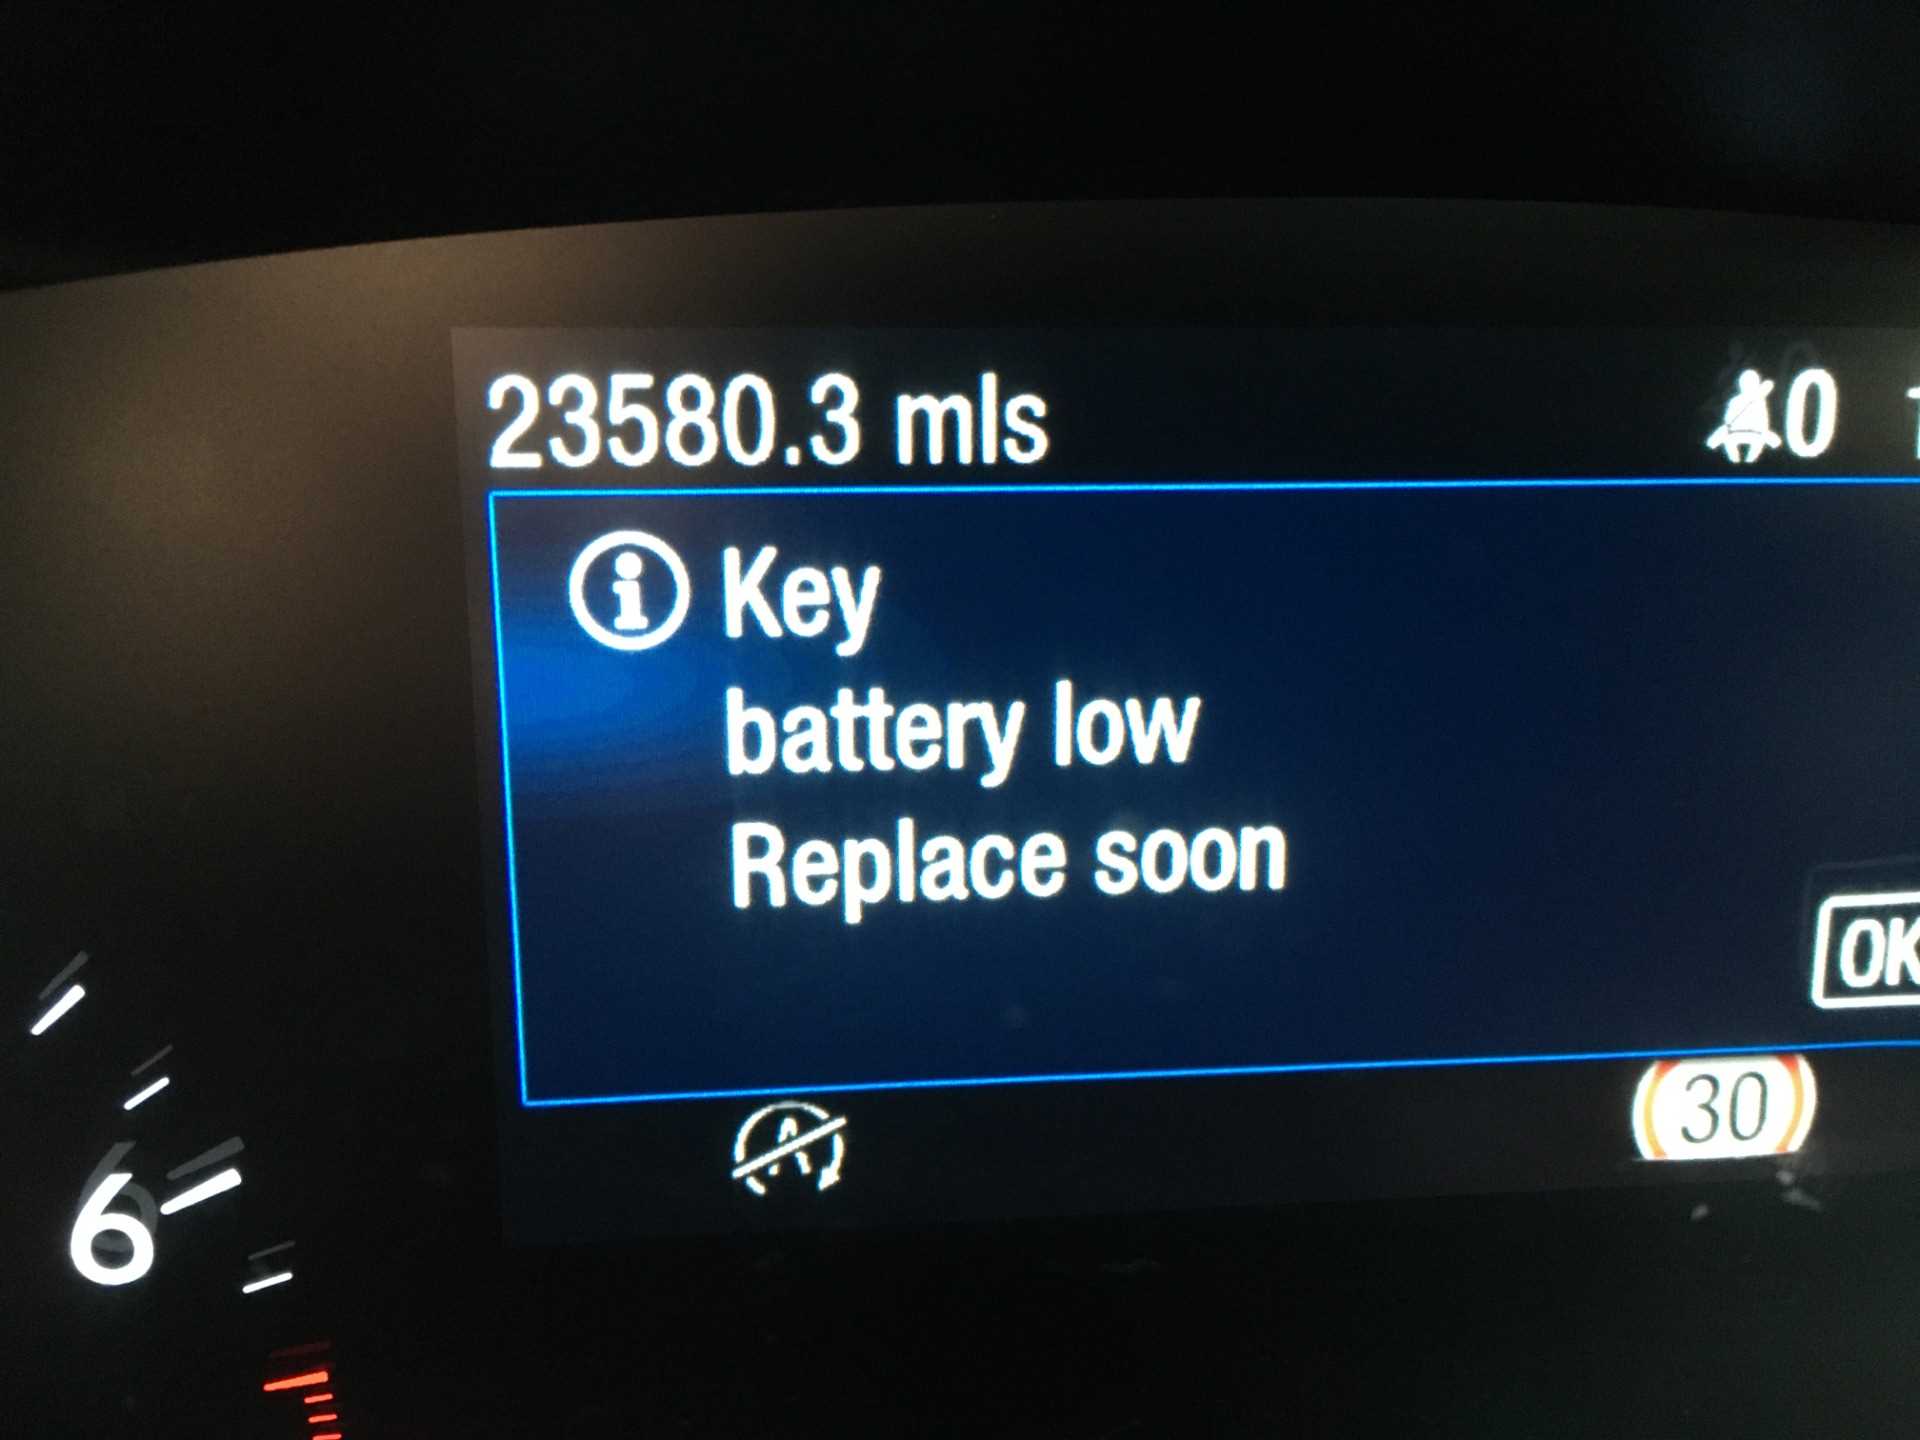 23580.3 mls
0
Key
battery low
Replace soon
OK
30
6